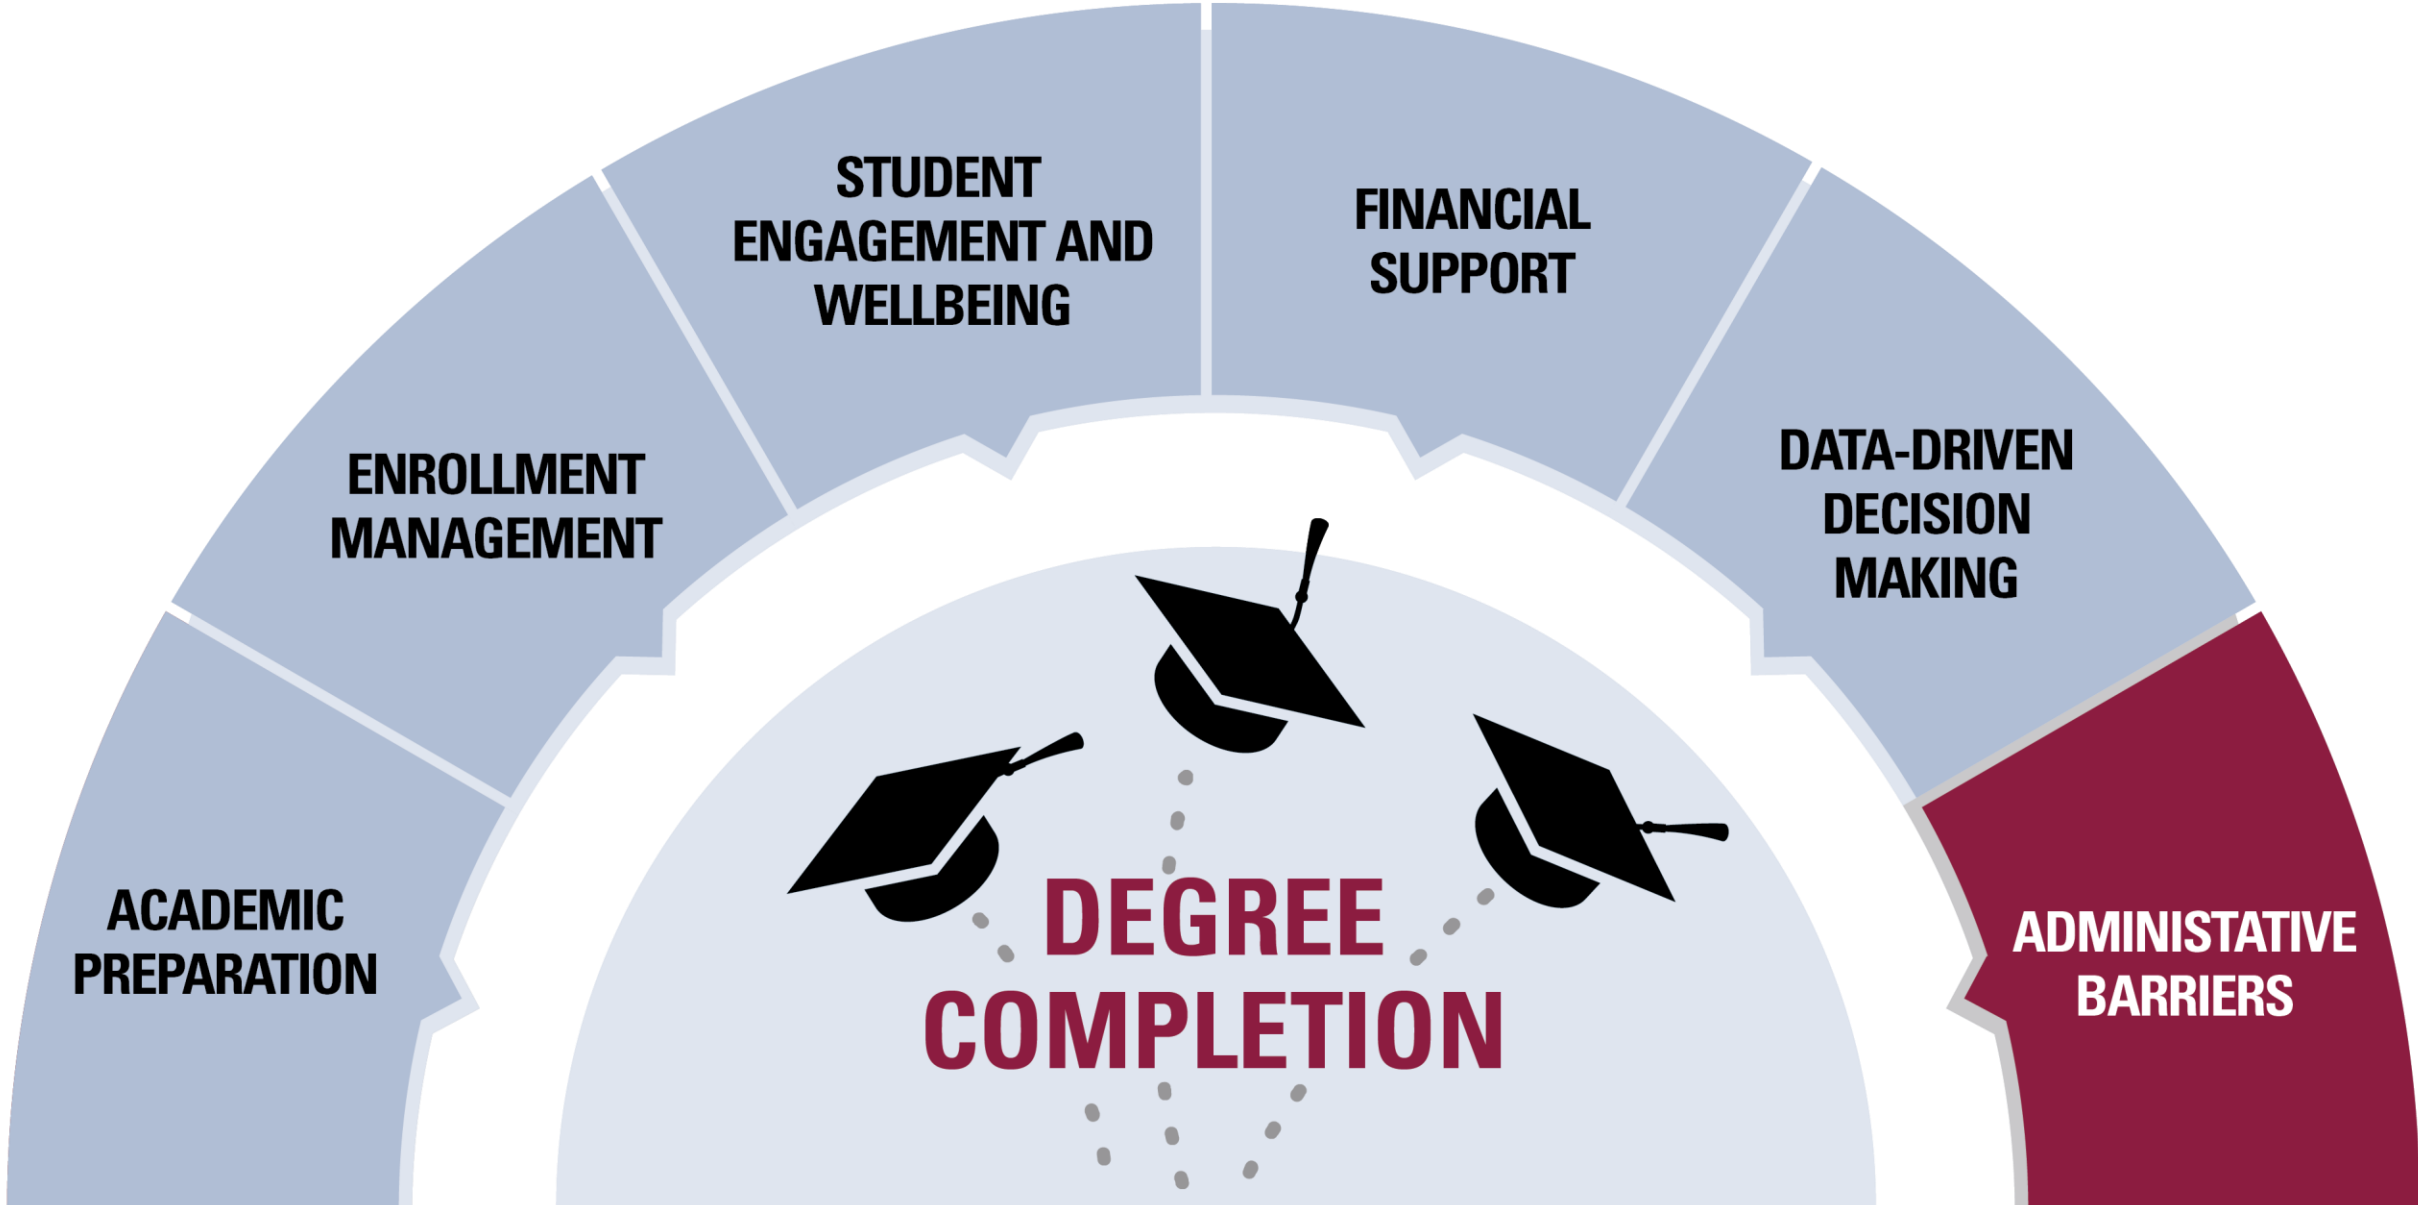 ACADEMIC
PREPARATION
ENROLLMENT
MANAGEMENT
STUDENT
ENGAGEMENT AND
WELLBEING
FINANCIAL
SUPPORT
DATA-DRIVEN
DECISION
MAKING
ADMINISTATIVE
BARRIERS
DEGREE
COMPLETION